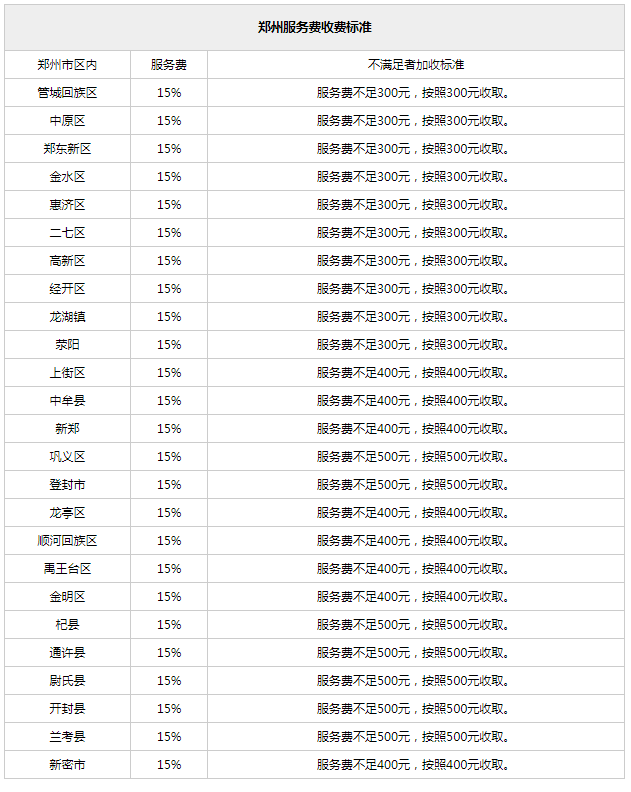 郑州服务费收费标准
郑州市区内 服务费 不满足者加收标准
管城回族区 15% 服务费不足300元，按照300元收取。
中原区 15% 服务费不足300元，按照300元收取。
郑东新区 15% 服务费不足300元，按照300元收取。
金水区 15% 服务费不足300元，按照300元收取。
惠济区 15% 服务费不足300元，按照300元收取。
二七区 15% 服务费不足300元，按照300元收取。
高新区 15% 服务费不足300元，按照300元收取。
经开区 15% 服务费不足300元，按照300元收取。
龙湖镇 15% 服务费不足300元，按照300元收取。
荥阳 15% 服务费不足300元，按照300元收取。
上街区 15% 服务费不足400元，按照400元收取。
中牟县 15% 服务费不足400元，按照400元收取。
新郑 15% 服务费不足400元，按照400元收取。
巩义区 15% 服务费不足500元，按照500元收取。
登封市 15% 服务费不足500元，按照500元收取。
龙亭区 15% 服务费不足400元，按照400元收取。
顺河回族区 15% 服务费不足400元，按照400元收取。
禹王台区 15% 服务费不足400元，按照400元收取。
金明区 15% 服务费不足400元，按照400元收取。
杞县 15% 服务费不足500元，按照500元收取。
通许县 15% 服务费不足500元，按照500元收取。
尉氏县 15% 服务费不足500元，按照500元收取。
开封县 15% 服务费不足500元，按照500元收取。
兰考县 15% 服务费不足500元，按照500元收取。
新密市 15% 服务费不足400元，按照400元收取。